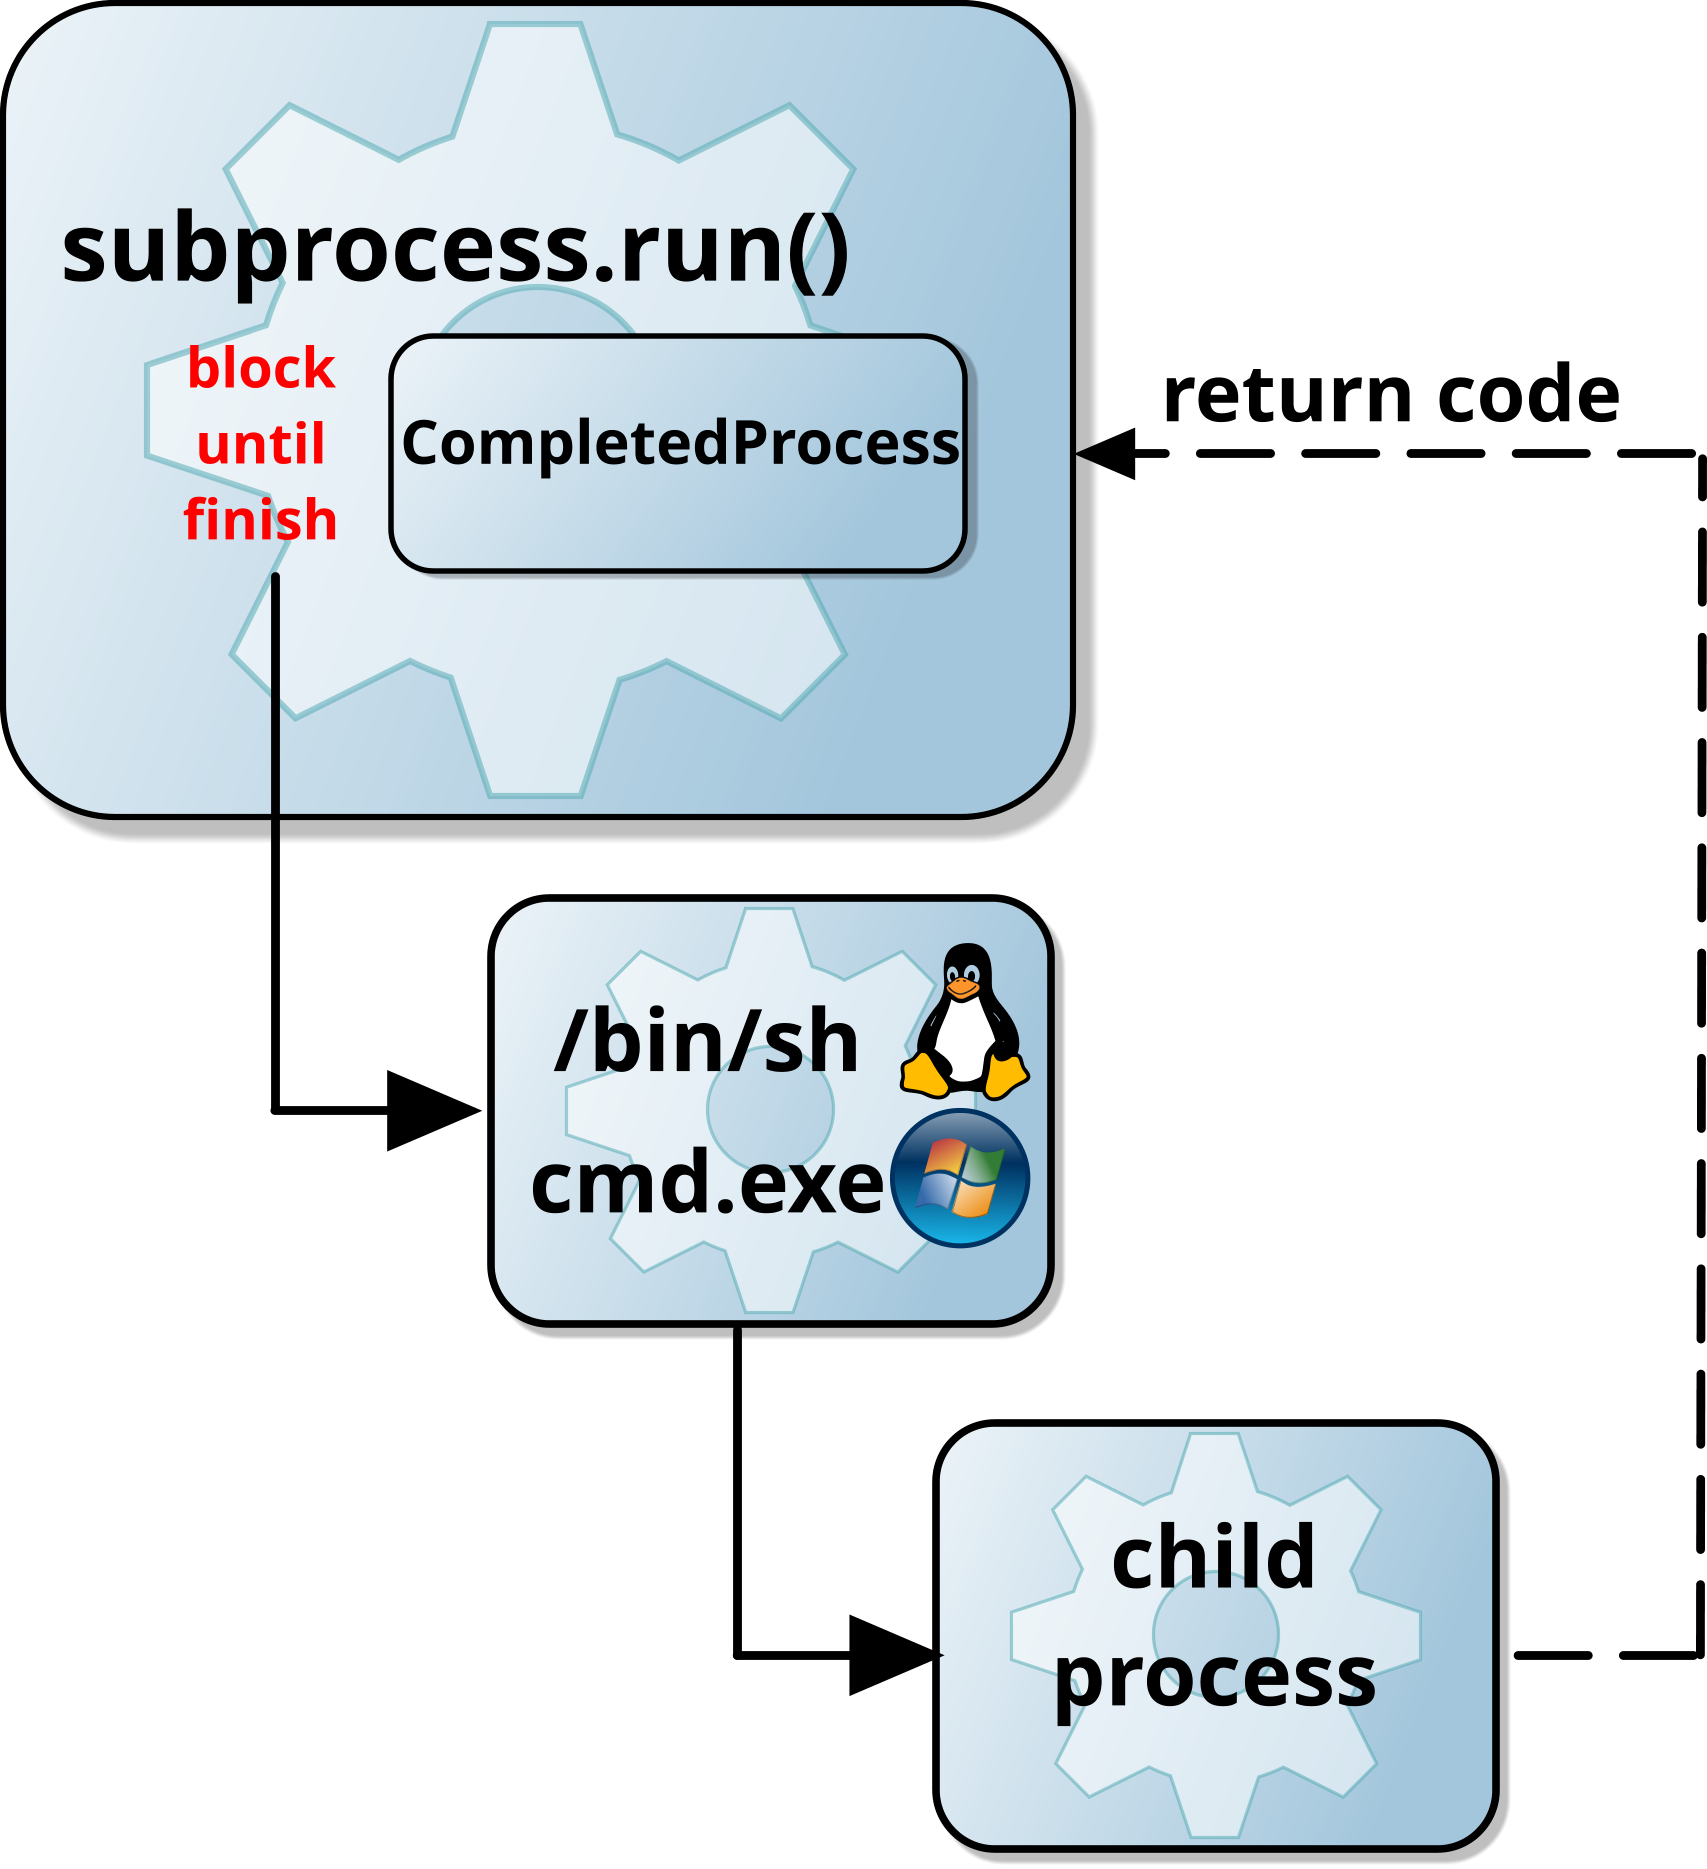 subprocess.run()
block
until
finish
CompletedProcess
return code
/bin/sh
cmd.exe
child
process